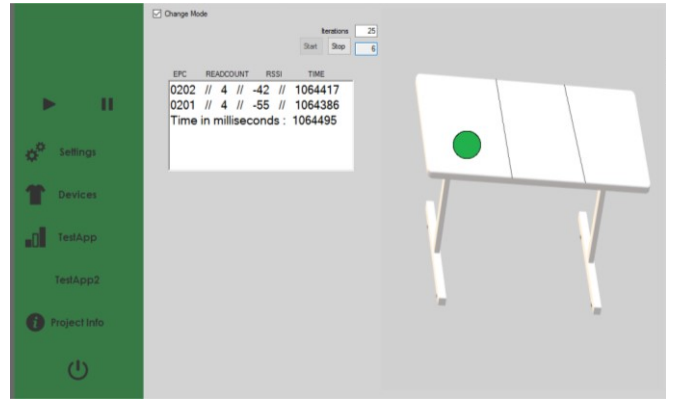 Change Mode
Iterations 25
Start Stop 6
EPC READCOUNT RSSI TIME
0202 // 4 // -42 // 1064417
0201 // 4 // -55 // 1064386
Time in milliseconds : 1064495
Settings
Devices
TestApp
TestApp2
Project Info